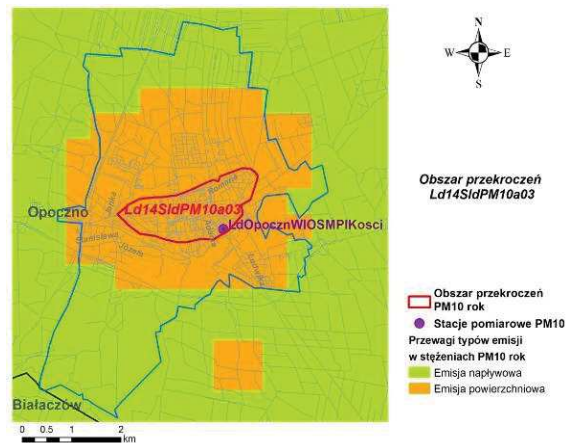 N
W E
S
Obszar przekroczeń
Ld14SldPM10a03
Ld14SldPM10a03
Opoczno
LdOpocznWIOSMPlKosci
Białaczów
0 0.5 1 2
km
Obszar przekroczeń
PM10 rok
Stacje pomiarowe PM10
Przewagi typów emisji
w stężeniach PM10 rok
Emisja napływowa
Emisja powierzchniowa